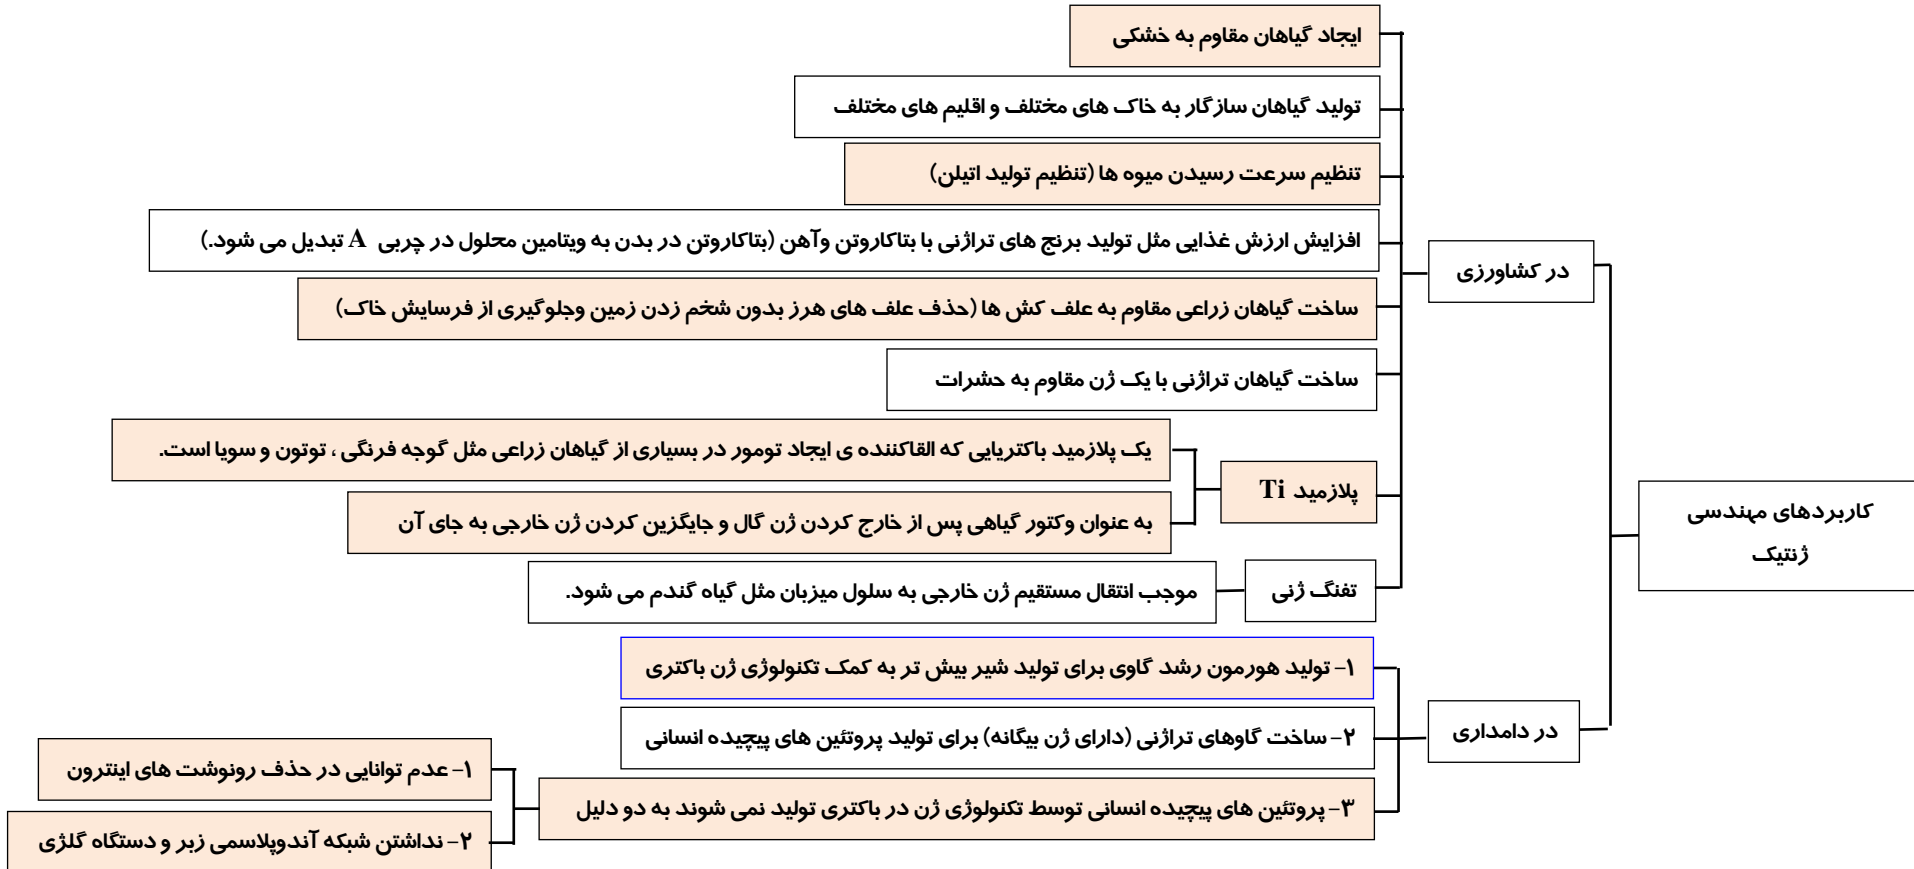 کاربردهای مهندسی
ژنتیک
در کشاورزی
ایجاد گیاهان مقاوم به خشکی
تولید گیاهان سازگار به خاک های مختلف و اقلیم های مختلف
تنظیم سرعت رسیدن میوه ها (تنظیم تولید اتیلن)
افزایش ارزش غذایی مثل تولید برنج های تراژنی با بتاکاروتن وآهن (بتاکاروتن در بدن به ویتامین محلول در چربی A تبدیل می شود.)
ساخت گیاهان زراعی مقاوم به علف کش ها (حذف علف های هرز بدون شخم زدن زمین وجلوگیری از فرسایش خاک)
ساخت گیاهان تراژنی با یک ژن مقاوم به حشرات
پلازمید Ti
یک پلازمید باکتریایی که القاکننده ی ایجاد تومور در بسیاری از گیاهان زراعی مثل گوجه فرنگی ، توتون و سویا است.
به عنوان وکتور گیاهی پس از خارج کردن ژن گال و جایگزین کردن ژن خارجی به جای آن
تفنگ ژنی
موجب انتقال مستقیم ژن خارجی به سلول میزبان مثل گیاه گندم می شود.
در دامداری
۱- تولید هورمون رشد گاوی برای تولید شیر بیش تر به کمک تکنولوژی ژن باکتری
۲- ساخت گاوهای تراژنی (دارای ژن بیگانه) برای تولید پروتئین های پیچیده انسانی
۳- پروتئین های پیچیده انسانی توسط تکنولوژی ژن در باکتری تولید نمی شوند به دو دلیل
۱- عدم توانایی در حذف رونوشت های اینترون
۲- نداشتن شبکه آندوپلاسمی زبر و دستگاه گلژی